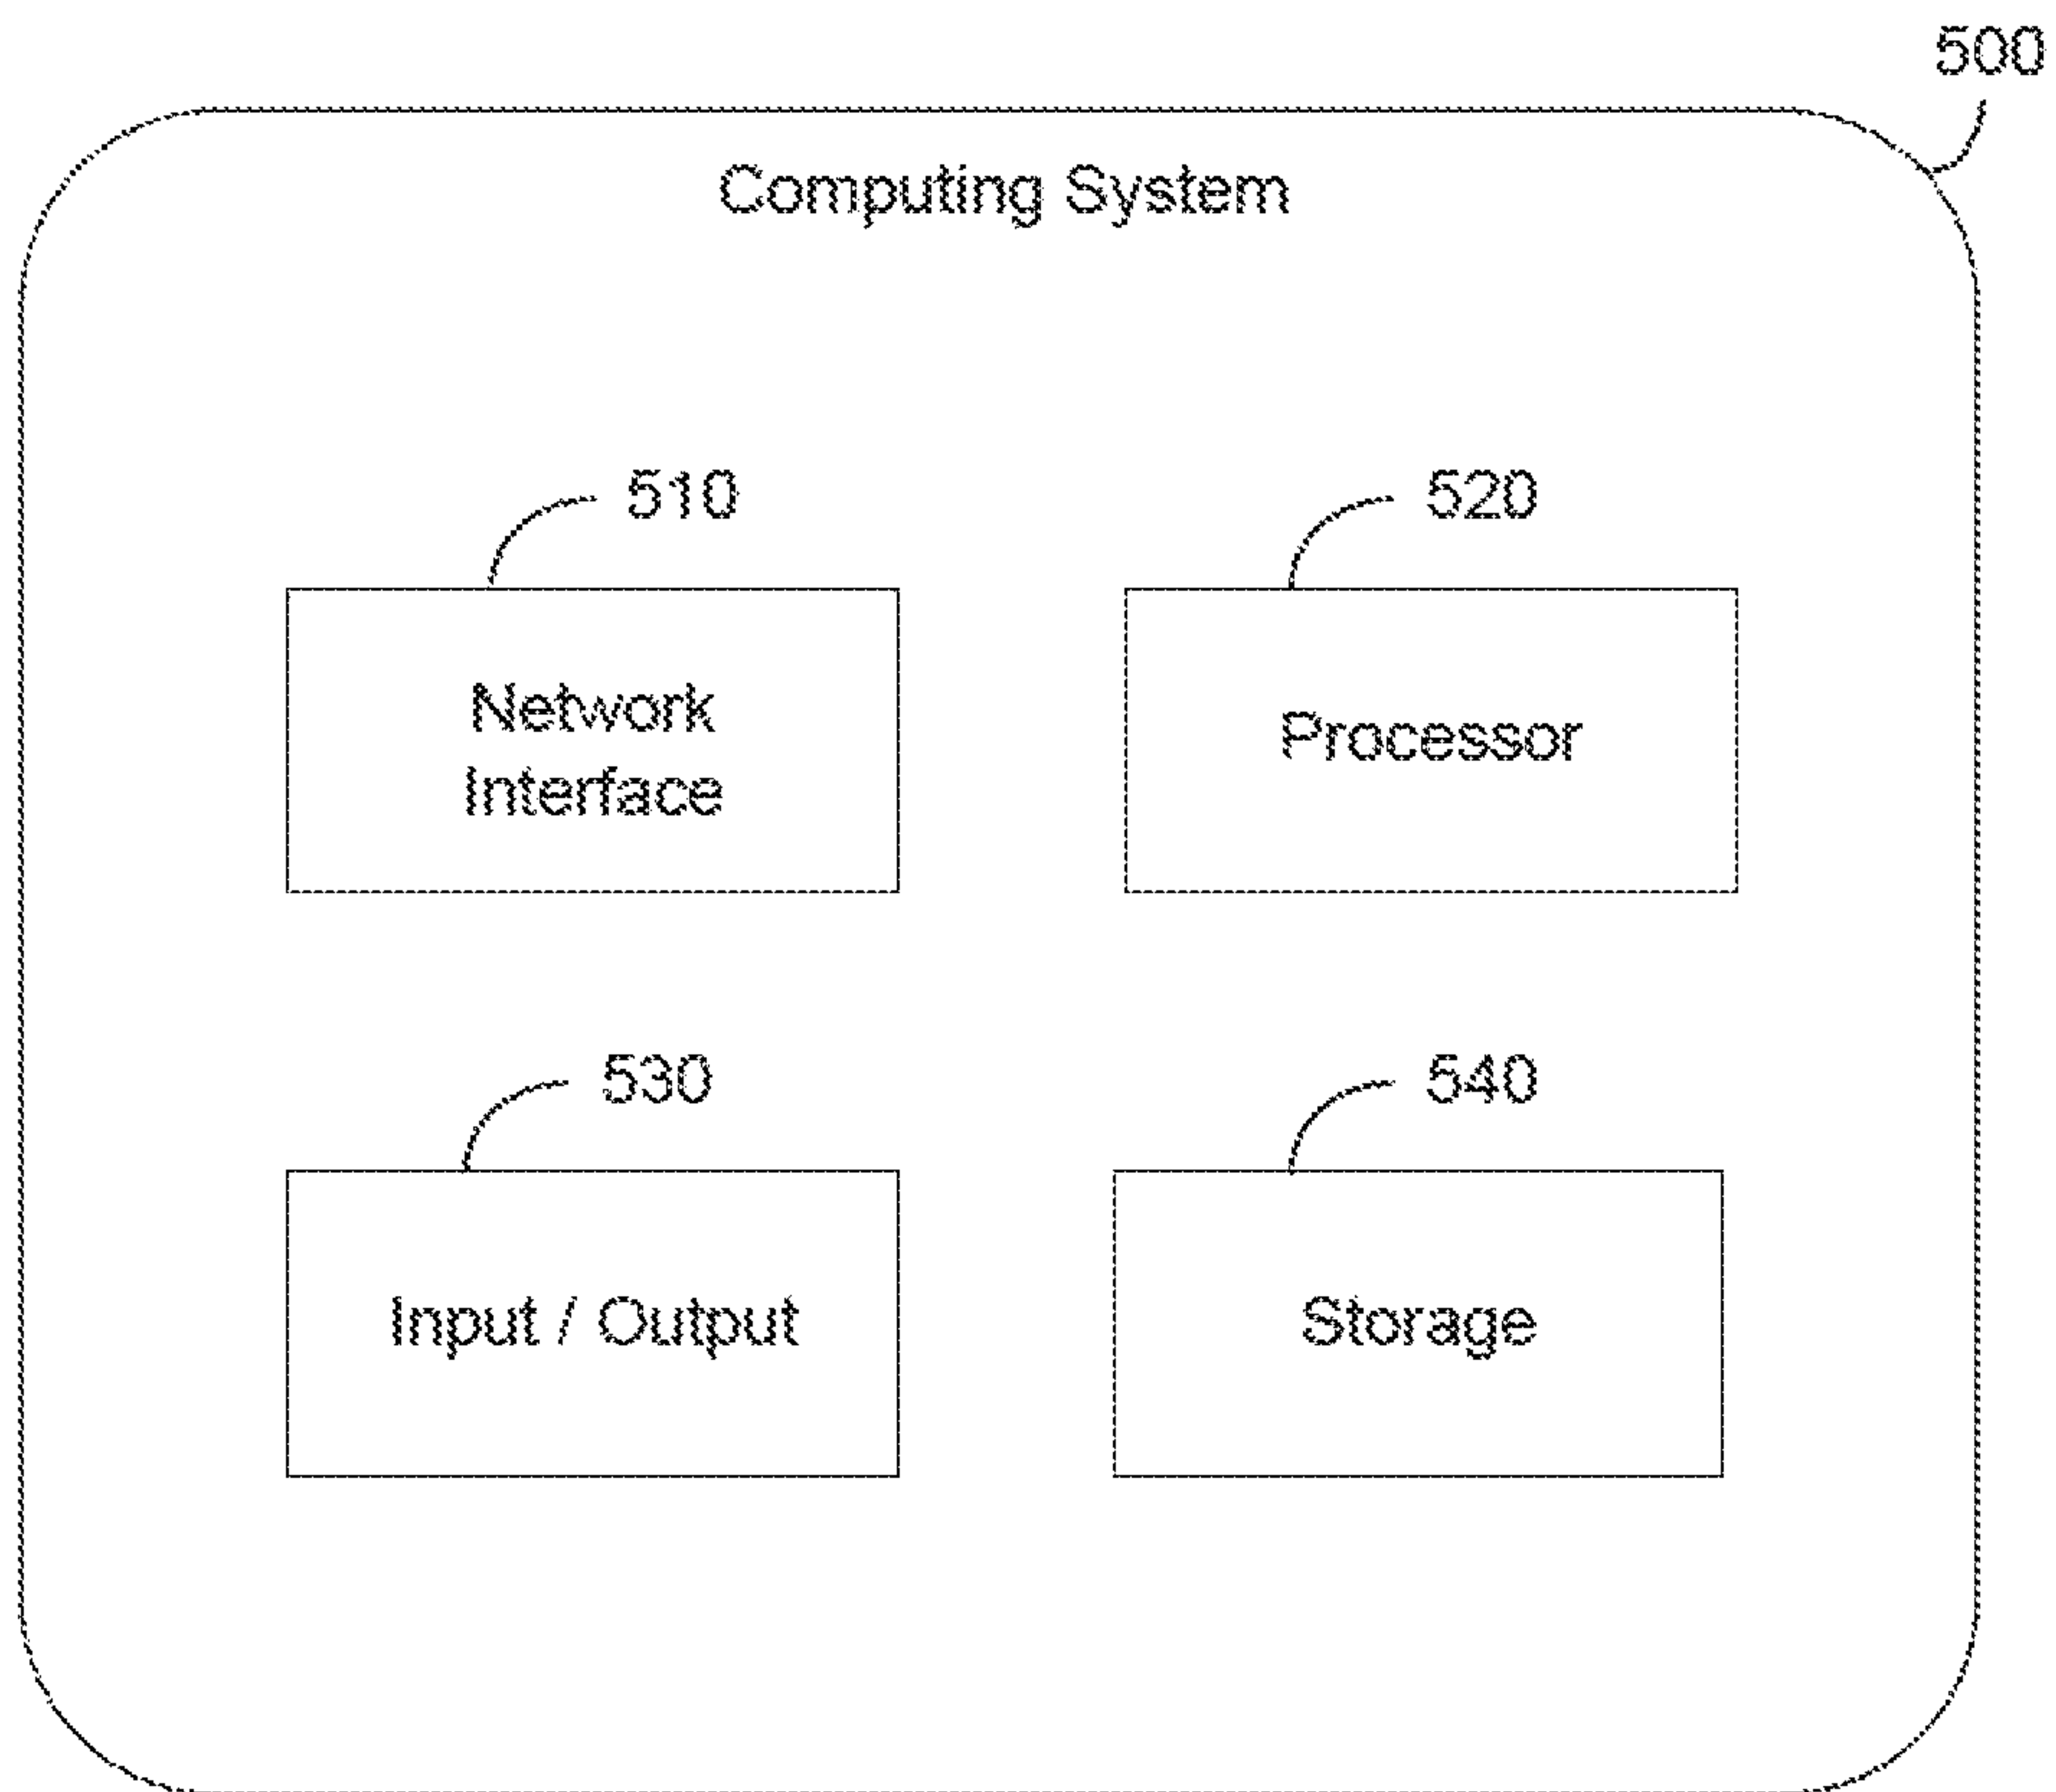 500
Computing System
510
520
Network
Interface
Processor
530
540
Input / Output
Storage